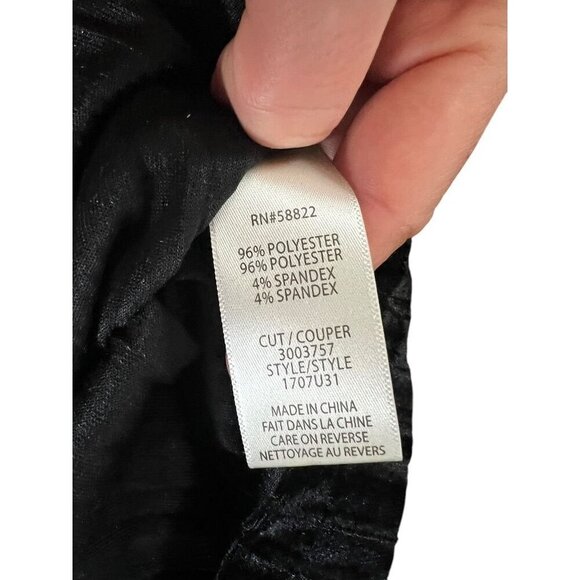 RN#58822
96% POLYESTER
96% POLYESTER
4% SPANDEX
4% SPANDEX
CUT / COUPER
3003757
STYLE/STYLE
1707U31
MADE IN CHINA
FAIT DANS LA CHINE
CARE ON REVERSE
NETTOYAGE AU REVERS